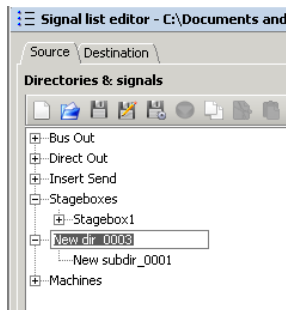 Signal list editor - C:\Documents and
Source Destination
Directories & signals
Bus Out
Direct Out
Insert Send
Stageboxes
Stagebox1
New dir_0003
New subdir_0001
Machines